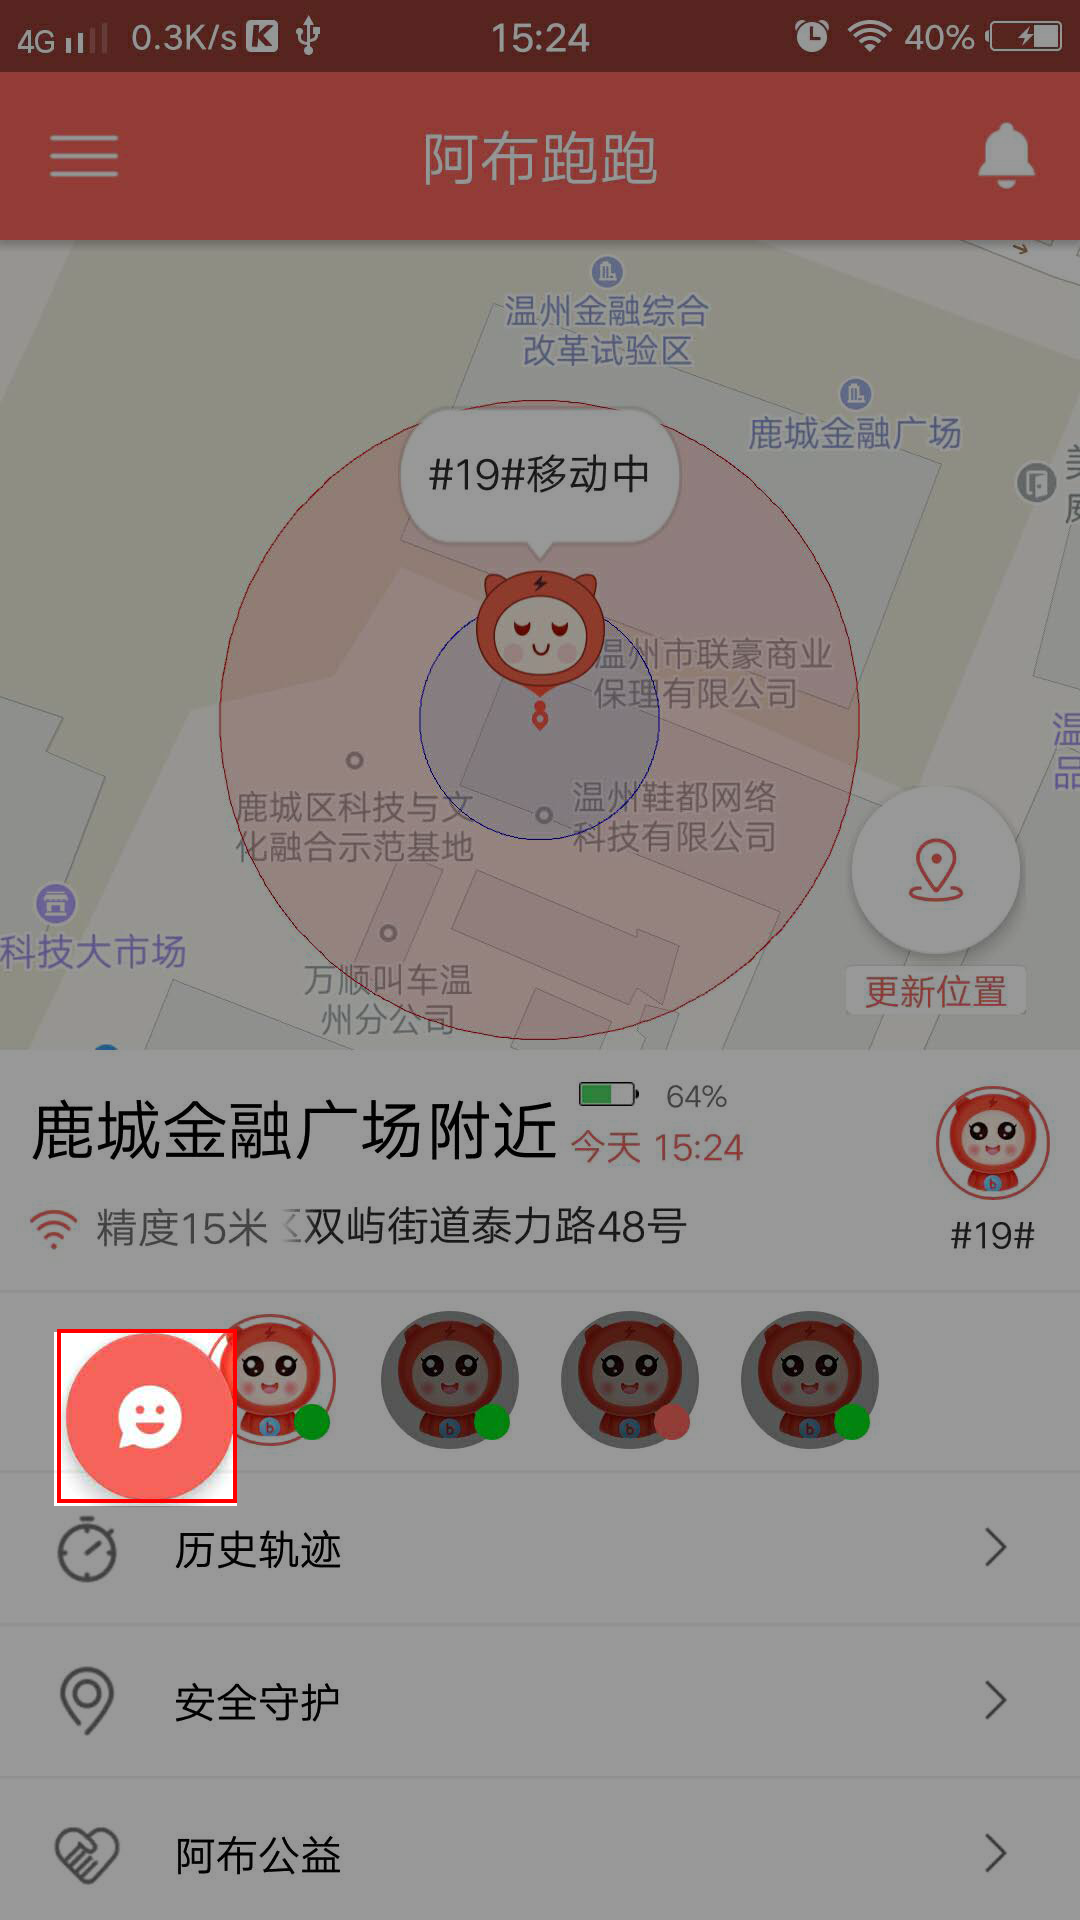 4G 0.3K/s K 15:24 40%
阿布跑跑
温州金融综合
改革试验区
鹿城金融广场
#19#移动中
温州市联豪商业
保理有限公司
鹿城区科技与文
化融合示范基地
温州鞋都网络
科技有限公司
科技大市场
万顺叫车温
州分公司
更新位置
鹿城金融广场附近
64%
今天 15:24
精度15米
双屿街道泰力路48号
#19#
历史轨迹
安全守护
阿布公益